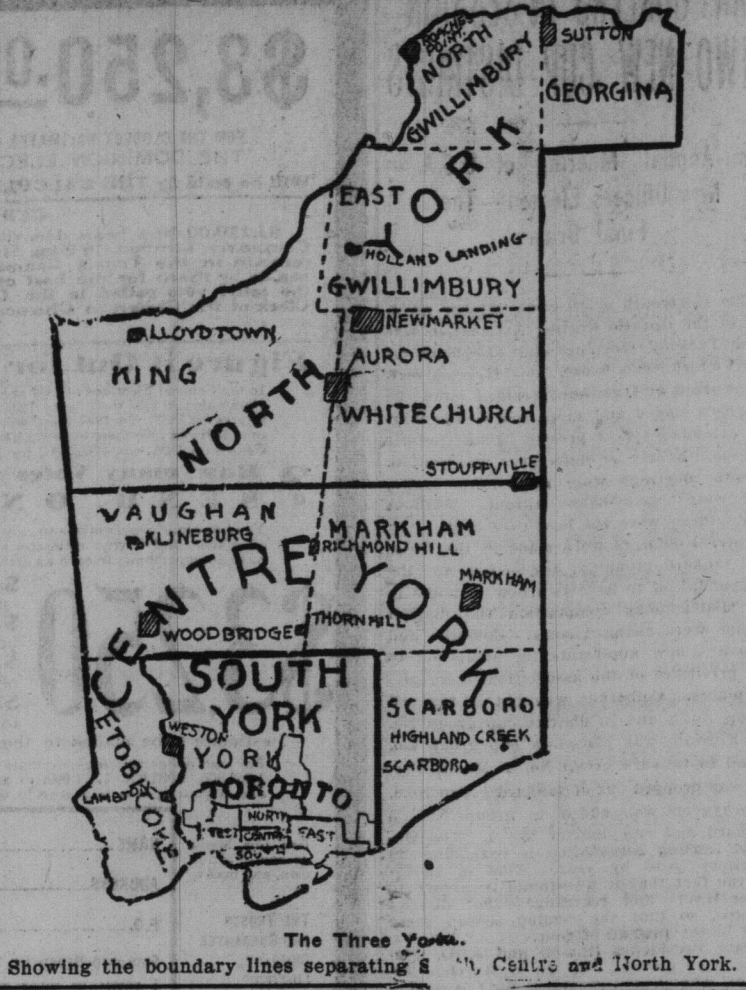 ROACHES POINT
NORTH
GWILLIMBURY
SUTTON
GEORGINA
EAST
YORK
HOLLAND LANDING
GWILLIMBURY
LLOYDTOWN
NEWMARKET
KING
AURORA
NORTH
WHITECHURCH
STOUFFVILLE
VAUGHAN
KLINEBURG
MARKHAM
RICHMOND HILL
CENTRE YORK
MARKHAM
WOODBRIDGE
THORNHILL
SOUTH
YORK
SCARBORO
ETOBICOKE
WESTON
YORK
HIGHLAND CREEK
SCARBORO
LAMBTON
TORONTO
NORTH
WEST
CENTRE
EAST
The Three Yorks.
Showing the boundary lines separating S th, Centre and North York.